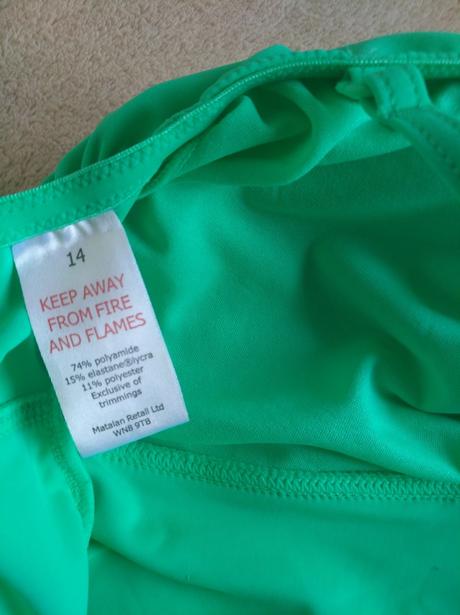 14
KEEP AWAY
FROM FIRE
AND FLAMES
74% polyamide
15% elastane®lycra
11% polyester
Exclusive of
trimmings
Matalan Retail Ltd
WN8 9TB